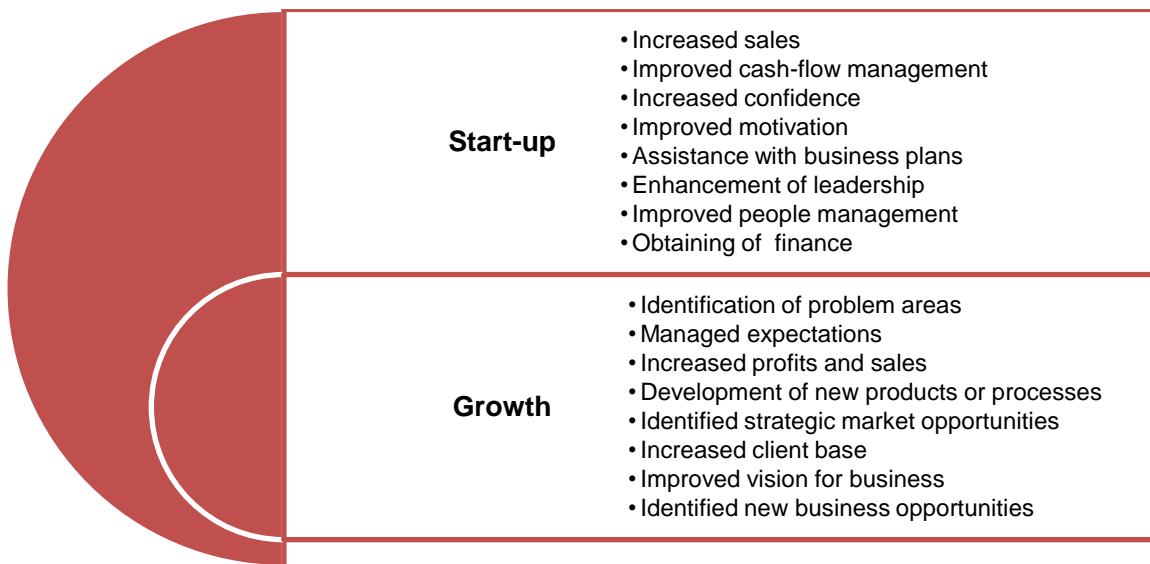 Start-up
• Increased sales
• Improved cash-flow management
• Increased confidence
• Improved motivation
• Assistance with business plans
• Enhancement of leadership
• Improved people management
• Obtaining of  finance
Growth
• Identification of problem areas
• Managed expectations
• Increased profits and sales
• Development of new products or processes
• Identified strategic market opportunities
• Increased client base
• Improved vision for business
• Identified new business opportunities